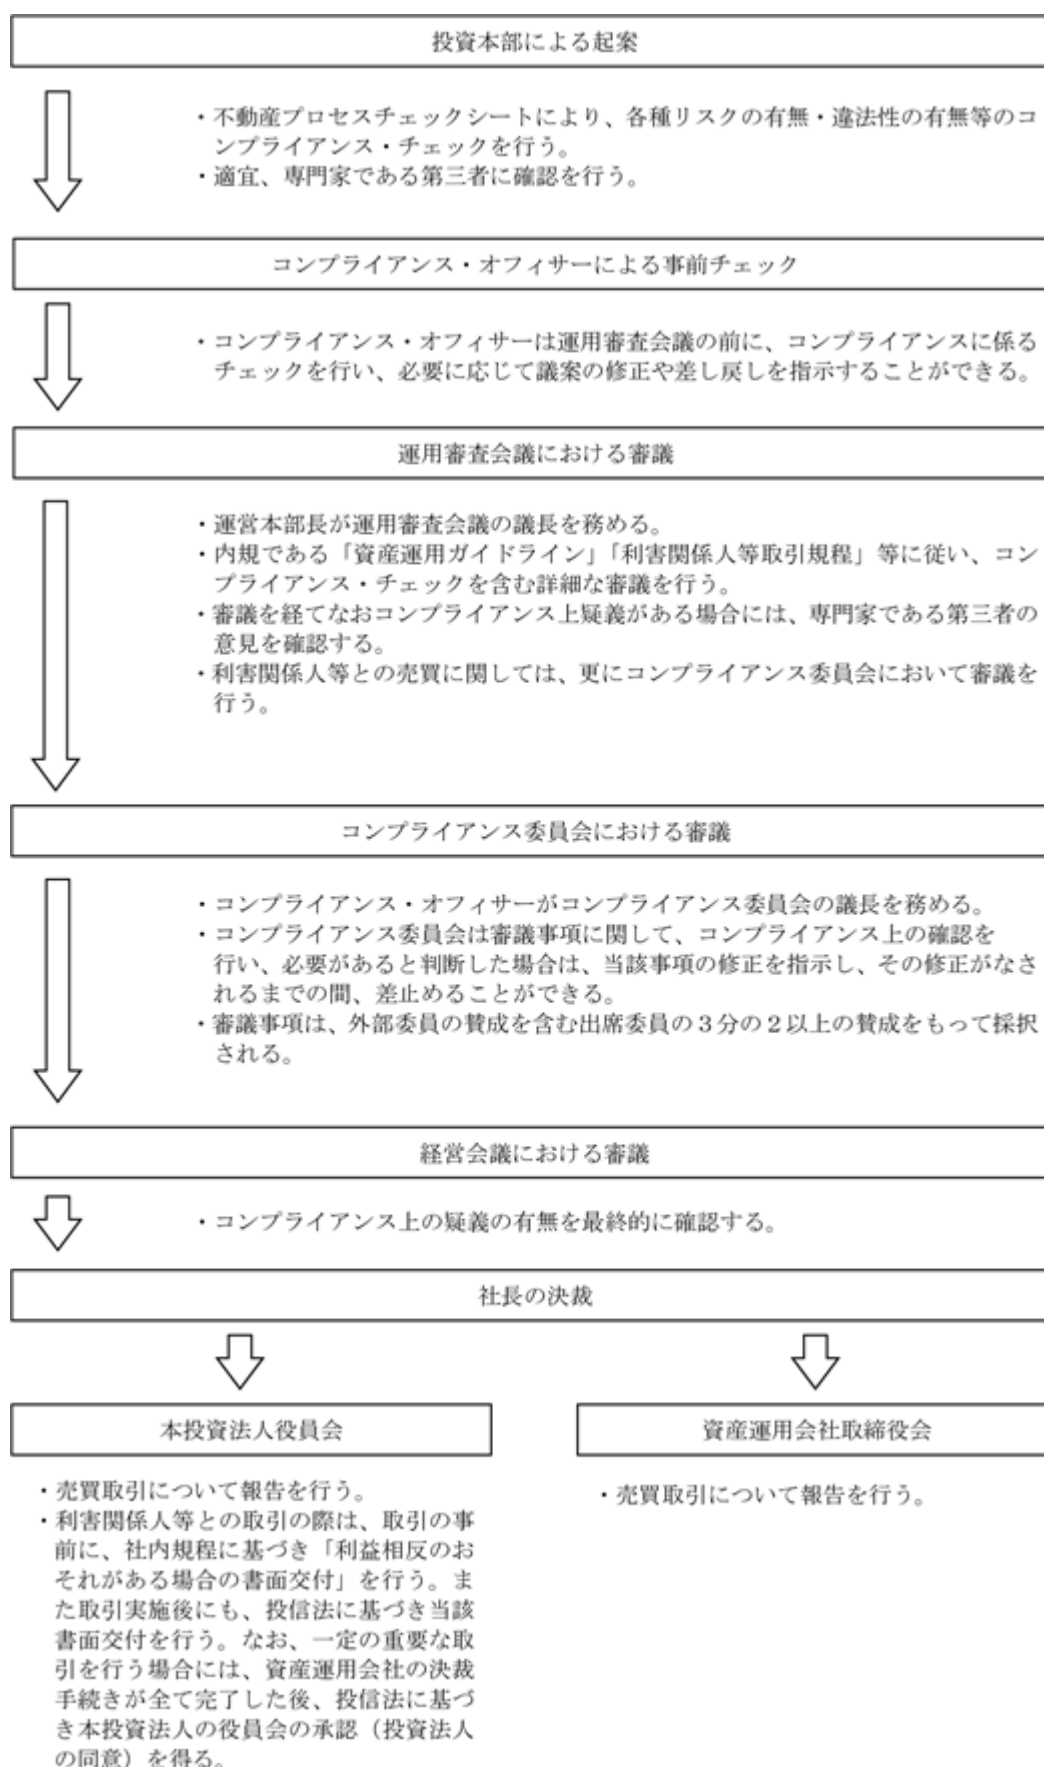 投資本部による起案
・不動産プロセスチェックシートにより、各種リスクの有無・違法性の有無等のコ
ンプライアンス・チェックを行う。
・適宜、専門家である第三者に確認を行う。
コンプライアンス・オフィサーによる事前チェック
・コンプライアンス・オフィサーは運用審査会議の前に、コンプライアンスに係る
チェックを行い、必要に応じて議案の修正や差し戻しを指示することができる。
運用審査会議における審議
・運営本部長が運用審査会議の議長を務める。
・内規である「資産運用ガイドライン」「利害関係人等取引規程」等に従い、コン
プライアンス・チェックを含む詳細な審議を行う。
・審議を経てなおコンプライアンス上疑義がある場合には、専門家である第三者の
意見を確認する。
・利害関係人等との売買に関しては、更にコンプライアンス委員会において審議を
行う。
コンプライアンス委員会における審議
・コンプライアンス・オフィサーがコンプライアンス委員会の議長を務める。
・コンプライアンス委員会は審議事項に関して、コンプライアンス上の確認を
行い、必要があると判断した場合は、当該事項の修正を指示し、その修正がなさ
れるまでの間、差止めることができる。
・審議事項は、外部委員の賛成を含む出席委員の３分の２以上の賛成をもって採択
される。
経営会議における審議
・コンプライアンス上の疑義の有無を最終的に確認する。
社長の決裁
本投資法人役員会
・売買取引について報告を行う。
・利害関係人等との取引の際は、取引の事
前に、社内規程に基づき「利益相反のお
それがある場合の書面交付」を行う。ま
た取引実施後にも、投信法に基づき当該
書面交付を行う。なお、一定の重要な取
引を行う場合には、資産運用会社の決裁
手続きが全て完了した後、投信法に基づ
き本投資法人の役員会の承認（投資法人
の同意）を得る。
資産運用会社取締役会
・売買取引について報告を行う。